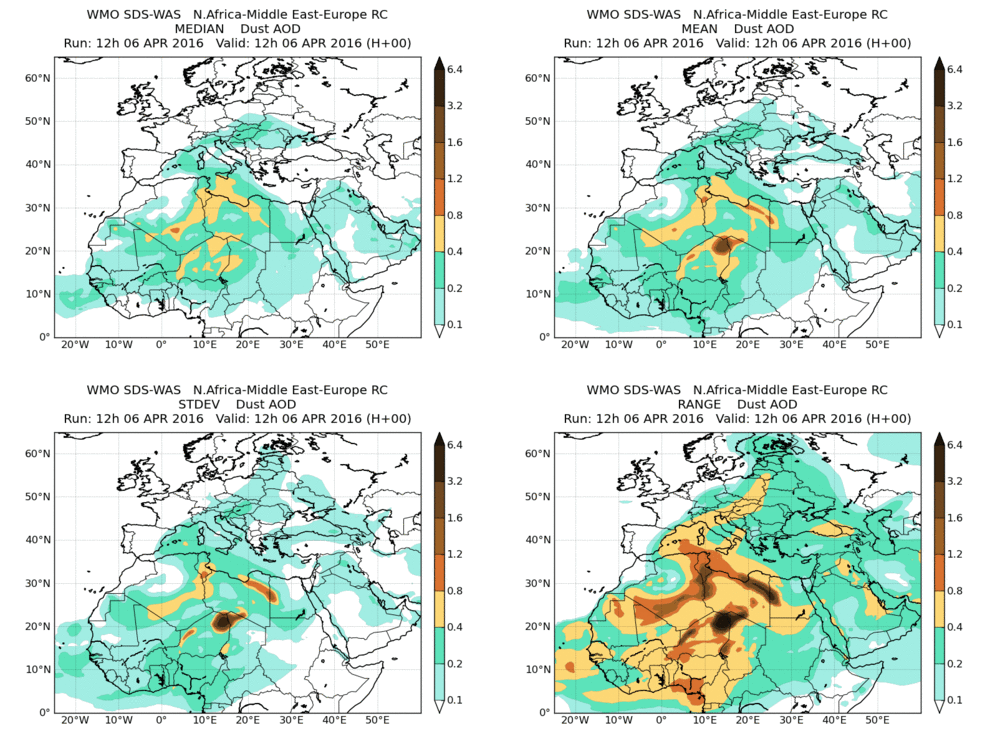 WMO SDS-WAS   N.Africa-Middle East-Europe RC
MEDIAN    Dust AOD
Run: 12h 06 APR 2016   Valid: 12h 06 APR 2016 (H+00)
60°N
50°N
40°N
30°N
20°N
10°N
0°
20°W 10°W 0°E 10°E 20°E 30°E 40°E 50°E
6.4
3.2
1.6
1.2
0.8
0.4
0.2
0.1
WMO SDS-WAS   N.Africa-Middle East-Europe RC
MEAN    Dust AOD
Run: 12h 06 APR 2016   Valid: 12h 06 APR 2016 (H+00)
60°N
50°N
40°N
30°N
20°N
10°N
0°
20°W 10°W 0°E 10°E 20°E 30°E 40°E 50°E
6.4
3.2
1.6
1.2
0.8
0.4
0.2
0.1
WMO SDS-WAS   N.Africa-Middle East-Europe RC
STDEV    Dust AOD
Run: 12h 06 APR 2016   Valid: 12h 06 APR 2016 (H+00)
60°N
50°N
40°N
30°N
20°N
10°N
0°
20°W 10°W 0°E 10°E 20°E 30°E 40°E 50°E
6.4
3.2
1.6
1.2
0.8
0.4
0.2
0.1
WMO SDS-WAS   N.Africa-Middle East-Europe RC
RANGE    Dust AOD
Run: 12h 06 APR 2016   Valid: 12h 06 APR 2016 (H+00)
60°N
50°N
40°N
30°N
20°N
10°N
0°
20°W 10°W 0°E 10°E 20°E 30°E 40°E 50°E
6.4
3.2
1.6
1.2
0.8
0.4
0.2
0.1